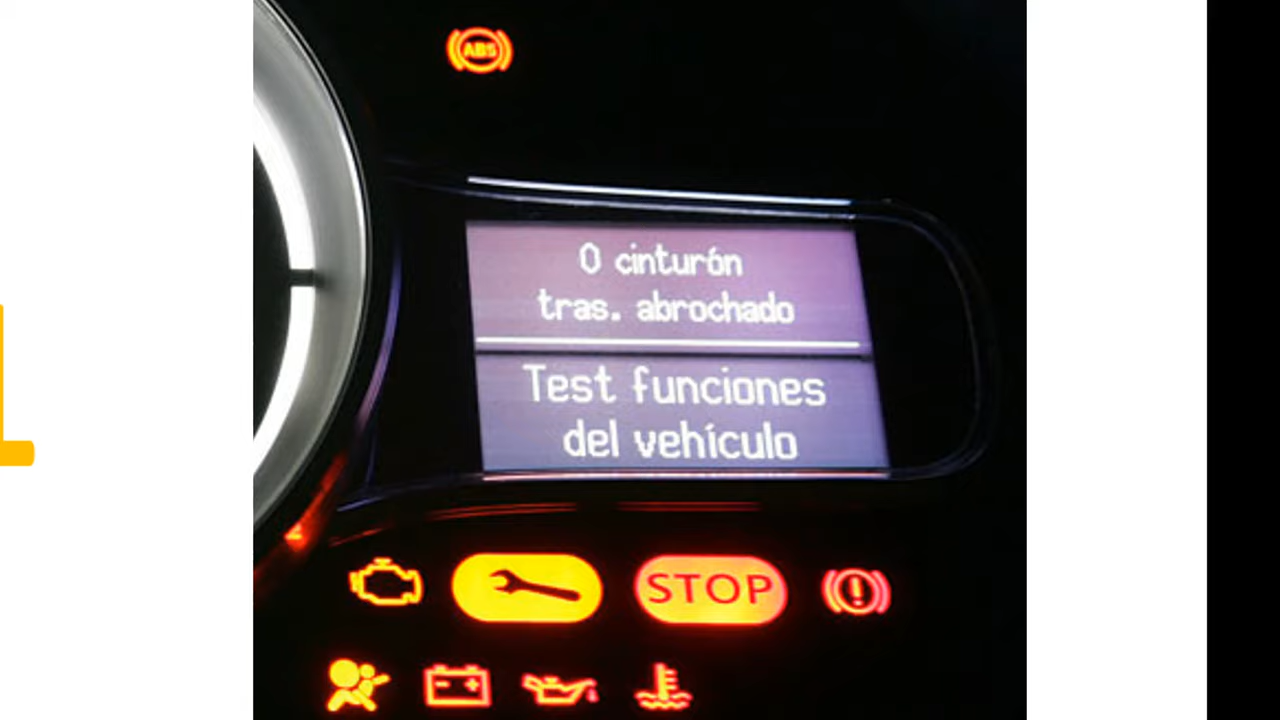 ABS
0 cinturón
tras. abrochado
Test funciones
del vehículo
STOP